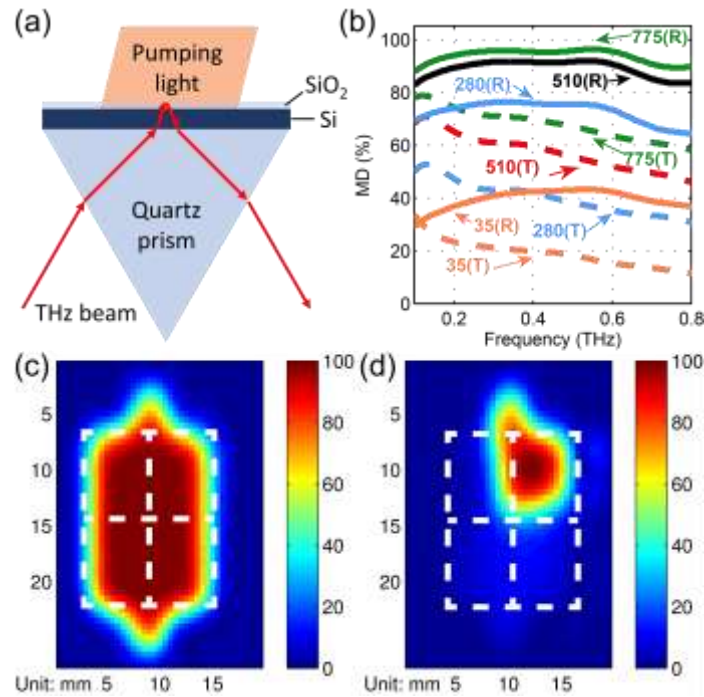 (a)
Pumping
light
SiO₂
Si
Quartz
prism
THz beam
(b)
MD (%)
100
80
60
40
20
0
775(R)
510(R)
280(R)
775(T)
510(T)
35(R)
280(T)
35(T)
0.2 0.4 0.6 0.8
Frequency (THz)
(c)
5
10
15
20
Unit: mm 5 10 15
100
80
60
40
20
0
(d)
5
10
15
20
Unit: mm 5 10 15
100
80
60
40
20
0